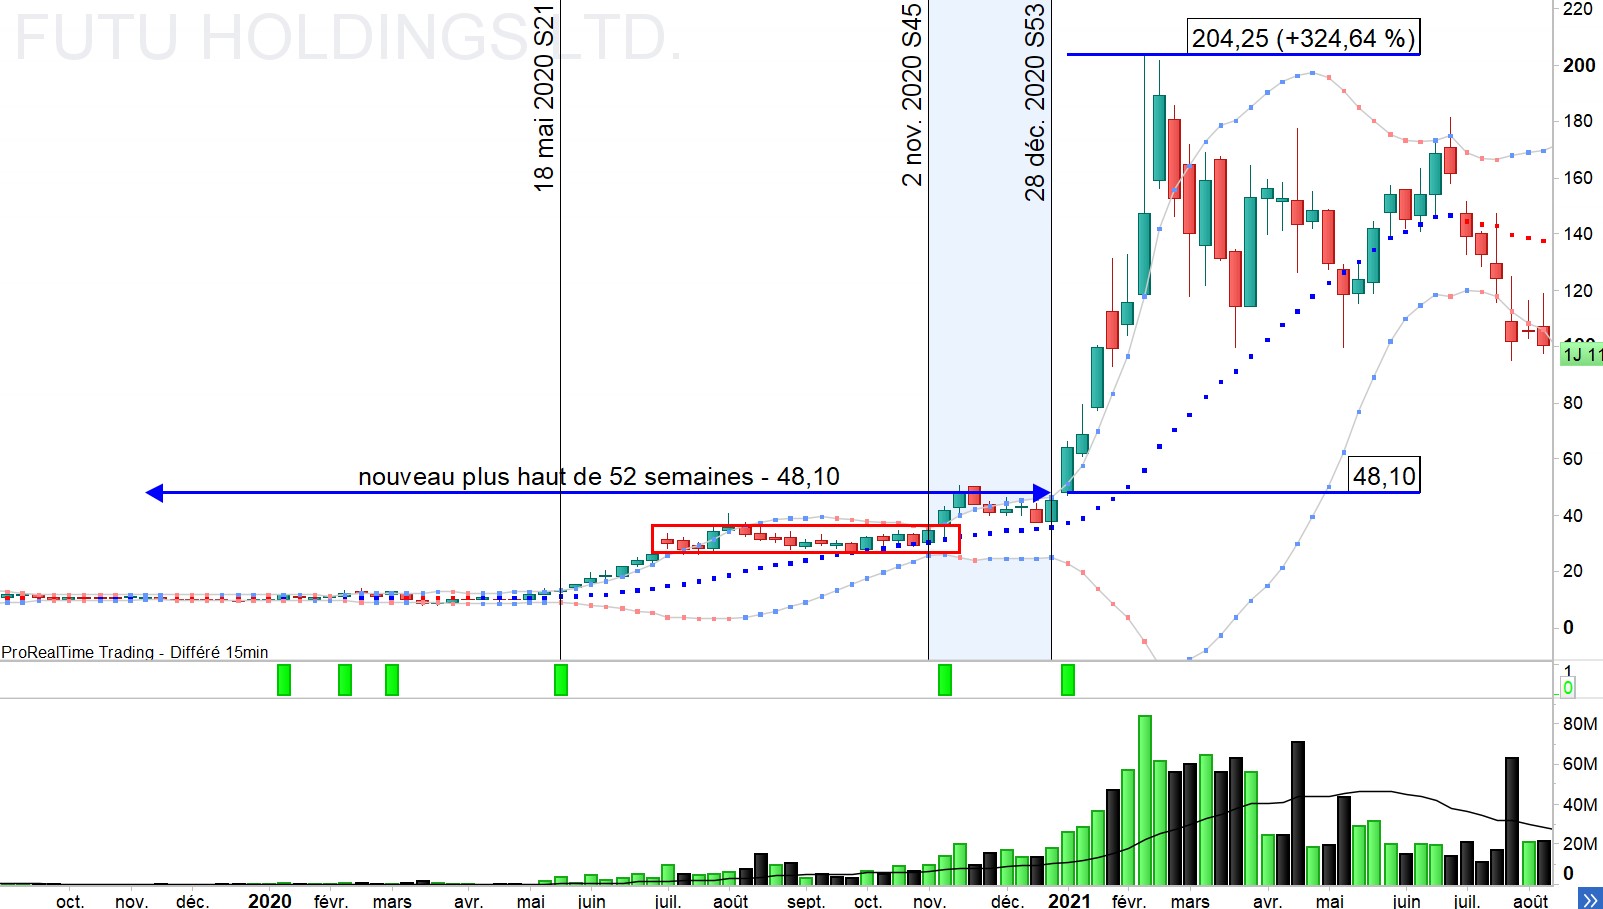 FUTU HOLDINGS LTD.
18 mai 2020 S21
2 nov. 2020 S45
28 déc. 2020 S53
204,25 (+324,64 %)
nouveau plus haut de 52 semaines - 48,10
48,10
220
200
180
160
140
120
1J 11
80
60
40
20
0
ProRealTime Trading - Différé 15min
1
0
80M
60M
40M
20M
0
oct. nov. déc. 2020 févr. mars avr. mai juin juil. août sept. oct. nov. déc. 2021 févr. mars avr. mai juin juil. août